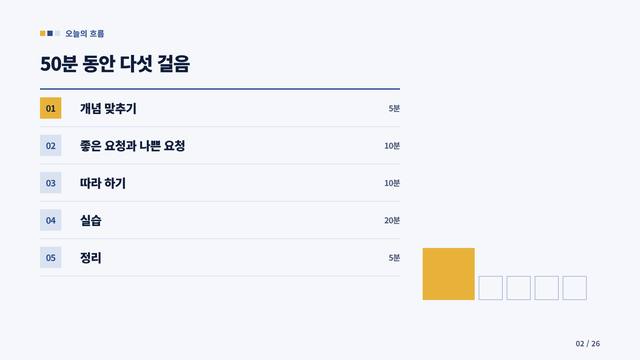 오늘의 흐름
50분 동안 다섯 걸음
01 개념 맞추기 5분
02 좋은 요청과 나쁜 요청 10분
03 따라 하기 10분
04 실습 20분
05 정리 5분
02 / 26